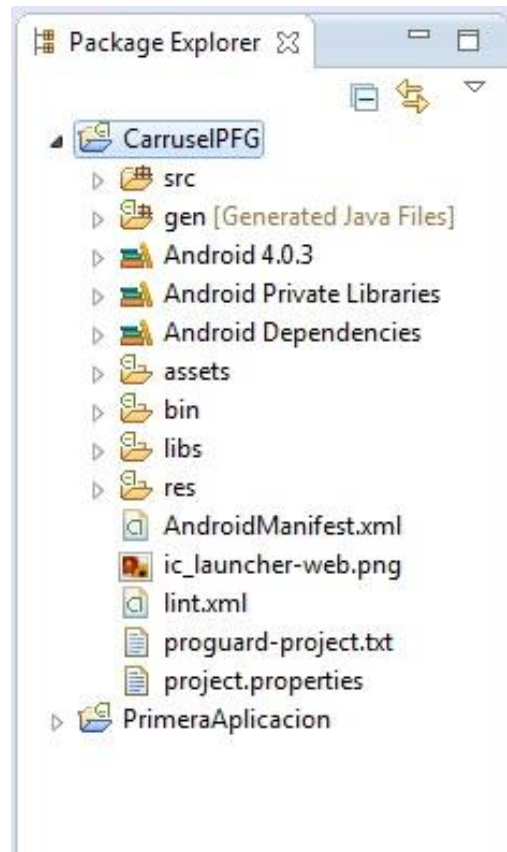 Package Explorer
CarruselPFG
src
gen [Generated Java Files]
Android 4.0.3
Android Private Libraries
Android Dependencies
assets
bin
libs
res
AndroidManifest.xml
ic_launcher-web.png
lint.xml
proguard-project.txt
project.properties
PrimeraAplicacion